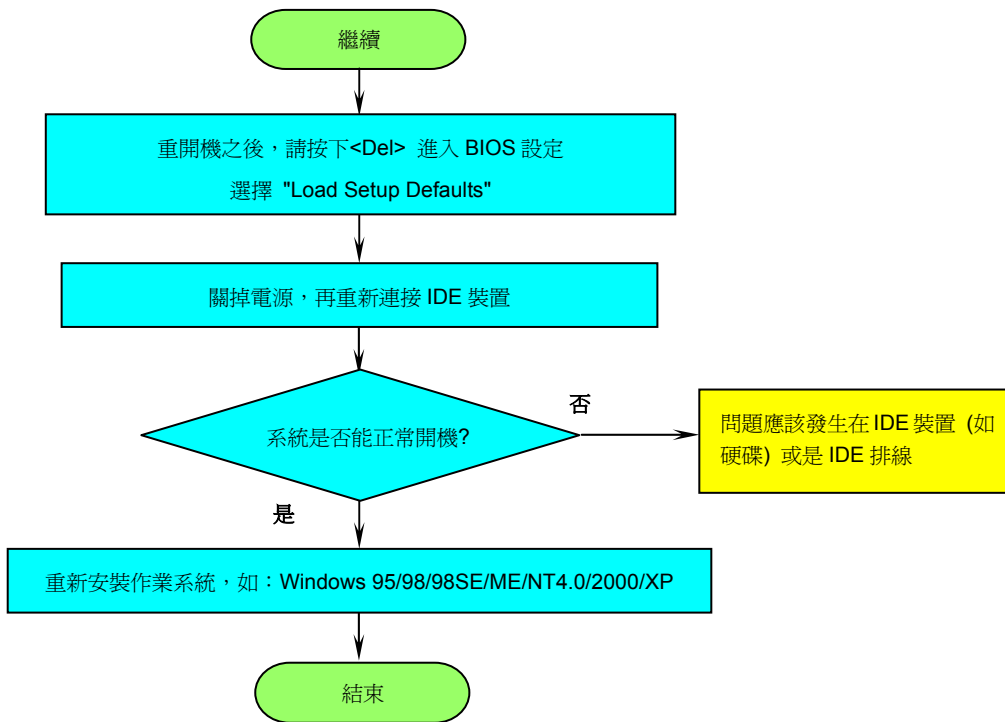 繼續
重開機之後，請按下<Del> 進入 BIOS 設定
選擇 "Load Setup Defaults"
關掉電源，再重新連接 IDE 裝置
系統是否能正常開機?
否
問題應該發生在 IDE 裝置 (如
硬碟) 或是 IDE 排線
是
重新安裝作業系統，如：Windows 95/98/98SE/ME/NT4.0/2000/XP
結束